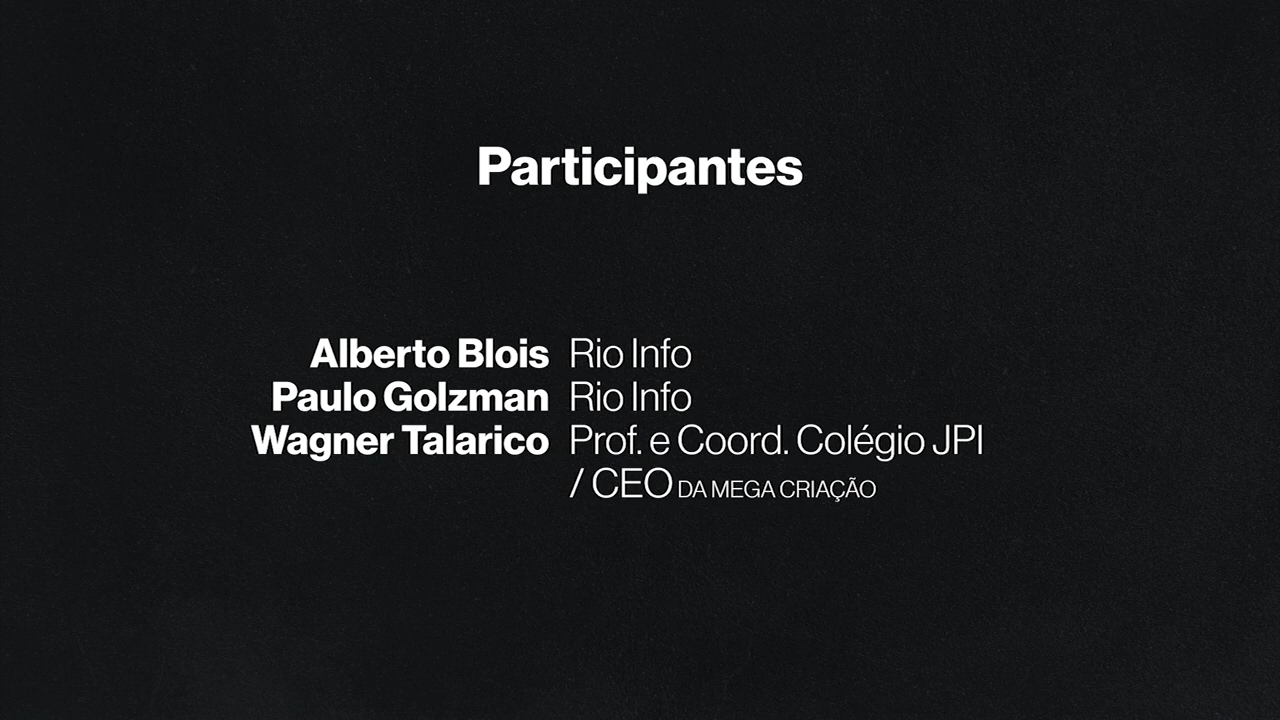 Participantes
Alberto Blois Rio Info
Paulo Golzman Rio Info
Wagner Talarico Prof. e Coord. Colégio JPI
/ CEO DA MEGA CRIAÇÃO